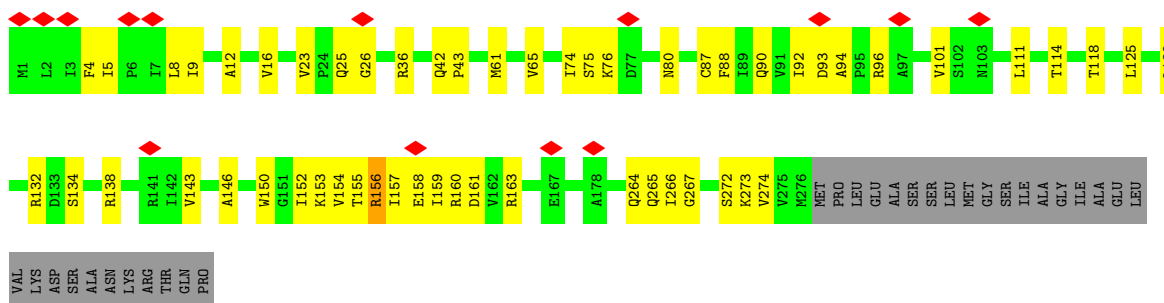 M1 L2 I3 F4 I5 P6 I7 L8 I9 A12 V16 V23 P24 Q25 G26 R36 Q42 P43 M61 V65 I74 S75 K76 D77 N80 C87 F88 I89 Q90 V91 I92 D93 A94 P95 R96 A97 V101 S102 N103 L111 T114 T118 L125
R132 D133 S134 R138 R141 I142 V143 A146 W150 G151 I152 K153 V154 T155 R156 I157 E158 I159 R160 D161 V162 R163 E167 A178 Q264 Q265 I266 G267 S272 K273 V274 V275 M276 MET PRO LEU GLU ALA SER SER LEU MET GLY SER ILE ALA GLY ILE ALA GLU LEU
VAL LYS ASP SER ALA ASN LYS ARG THR GLN PRO